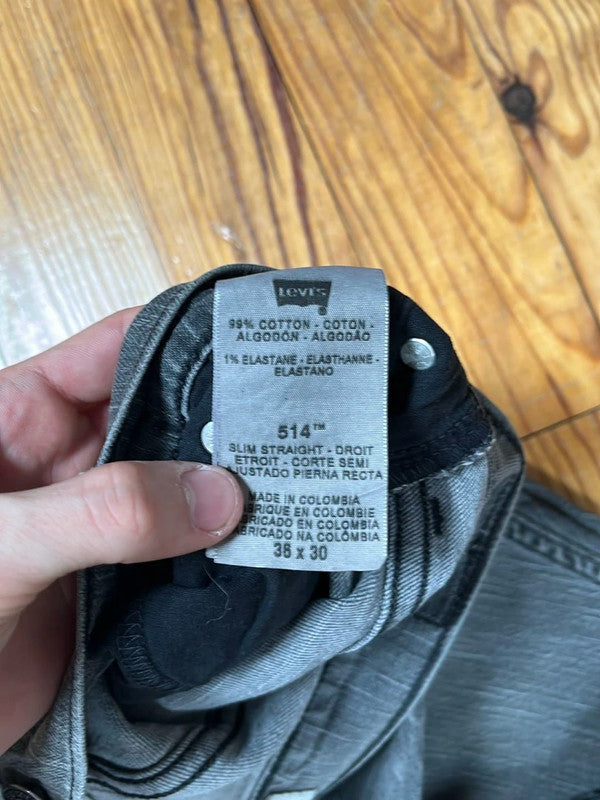 Levi's
®
99% COTTON - COTON -
ALGODÓN - ALGODÃO
1% ELASTANE - ELASTHANNE -
ELASTANO
514™
SLIM STRAIGHT - DROIT
ETROIT - CORTE SEMI
AJUSTADO PIERNA RECTA
MADE IN COLOMBIA
FABRIQUE EN COLOMBIE
FABRICADO EN COLOMBIA
FABRICADO NA COLÔMBIA
36 x 30